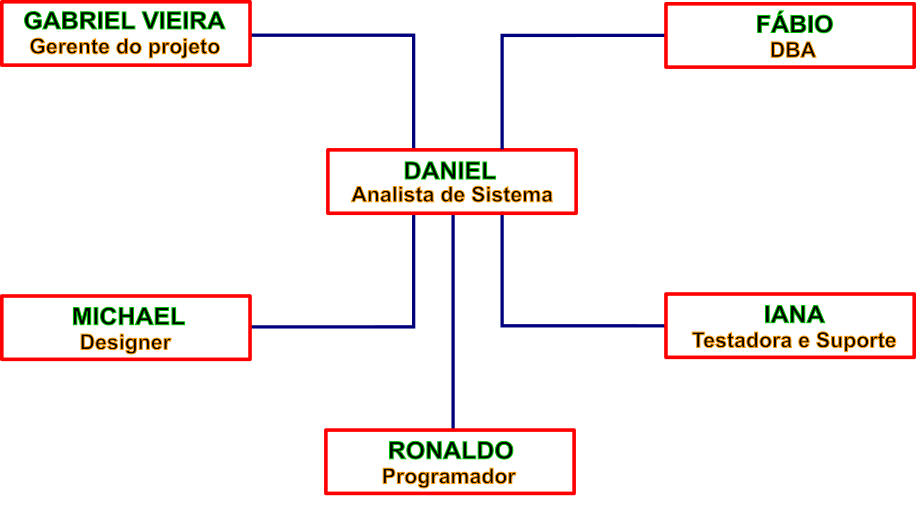 GABRIEL VIEIRA
Gerente do projeto
FÁBIO
DBA
DANIEL
Analista de Sistema
MICHAEL
Designer
IANA
Testadora e Suporte
RONALDO
Programador